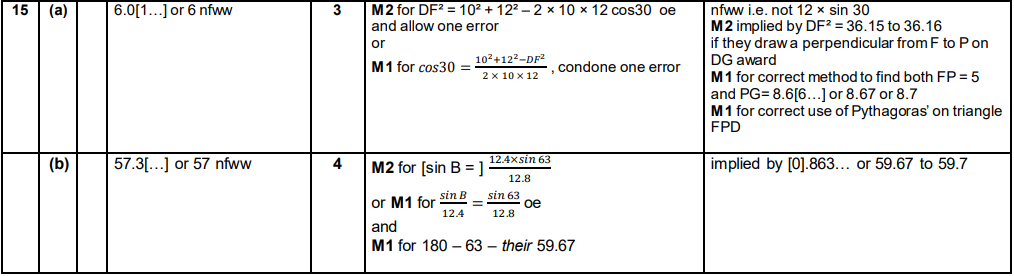 15 (a) 6.0[1…] or 6 nfww 3 M2 for DF² = 10² + 12² – 2 × 10 × 12 cos30 oe
and allow one error
or
M1 for cos30 = (10²+12²−DF²)/(2 × 10 × 12) , condone one error
nfww i.e. not 12 × sin 30
M2 implied by DF² = 36.15 to 36.16
if they draw a perpendicular from F to P on
DG award
M1 for correct method to find both FP = 5
and PG= 8.6[6…] or 8.67 or 8.7
M1 for correct use of Pythagoras’ on triangle
FPD
(b) 57.3[…] or 57 nfww 4 M2 for [sin B = ] (12.4×sin 63)/12.8
or M1 for sin B/12.4 = sin 63/12.8 oe
and
M1 for 180 – 63 – their 59.67
implied by [0].863… or 59.67 to 59.7